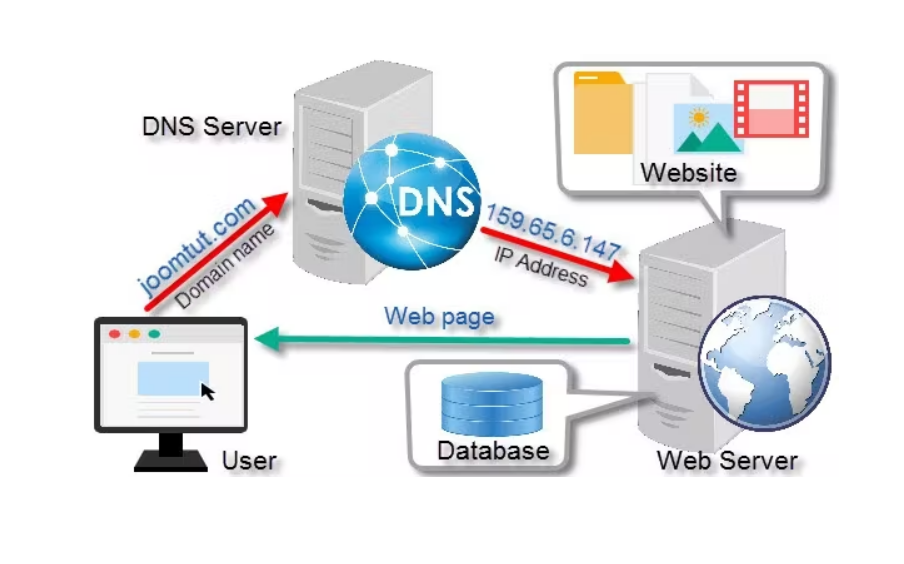 DNS Server
Website
DNS
joomtut.com
Domain name
159.65.6.147
IP Address
Web page
Database
User
Web Server